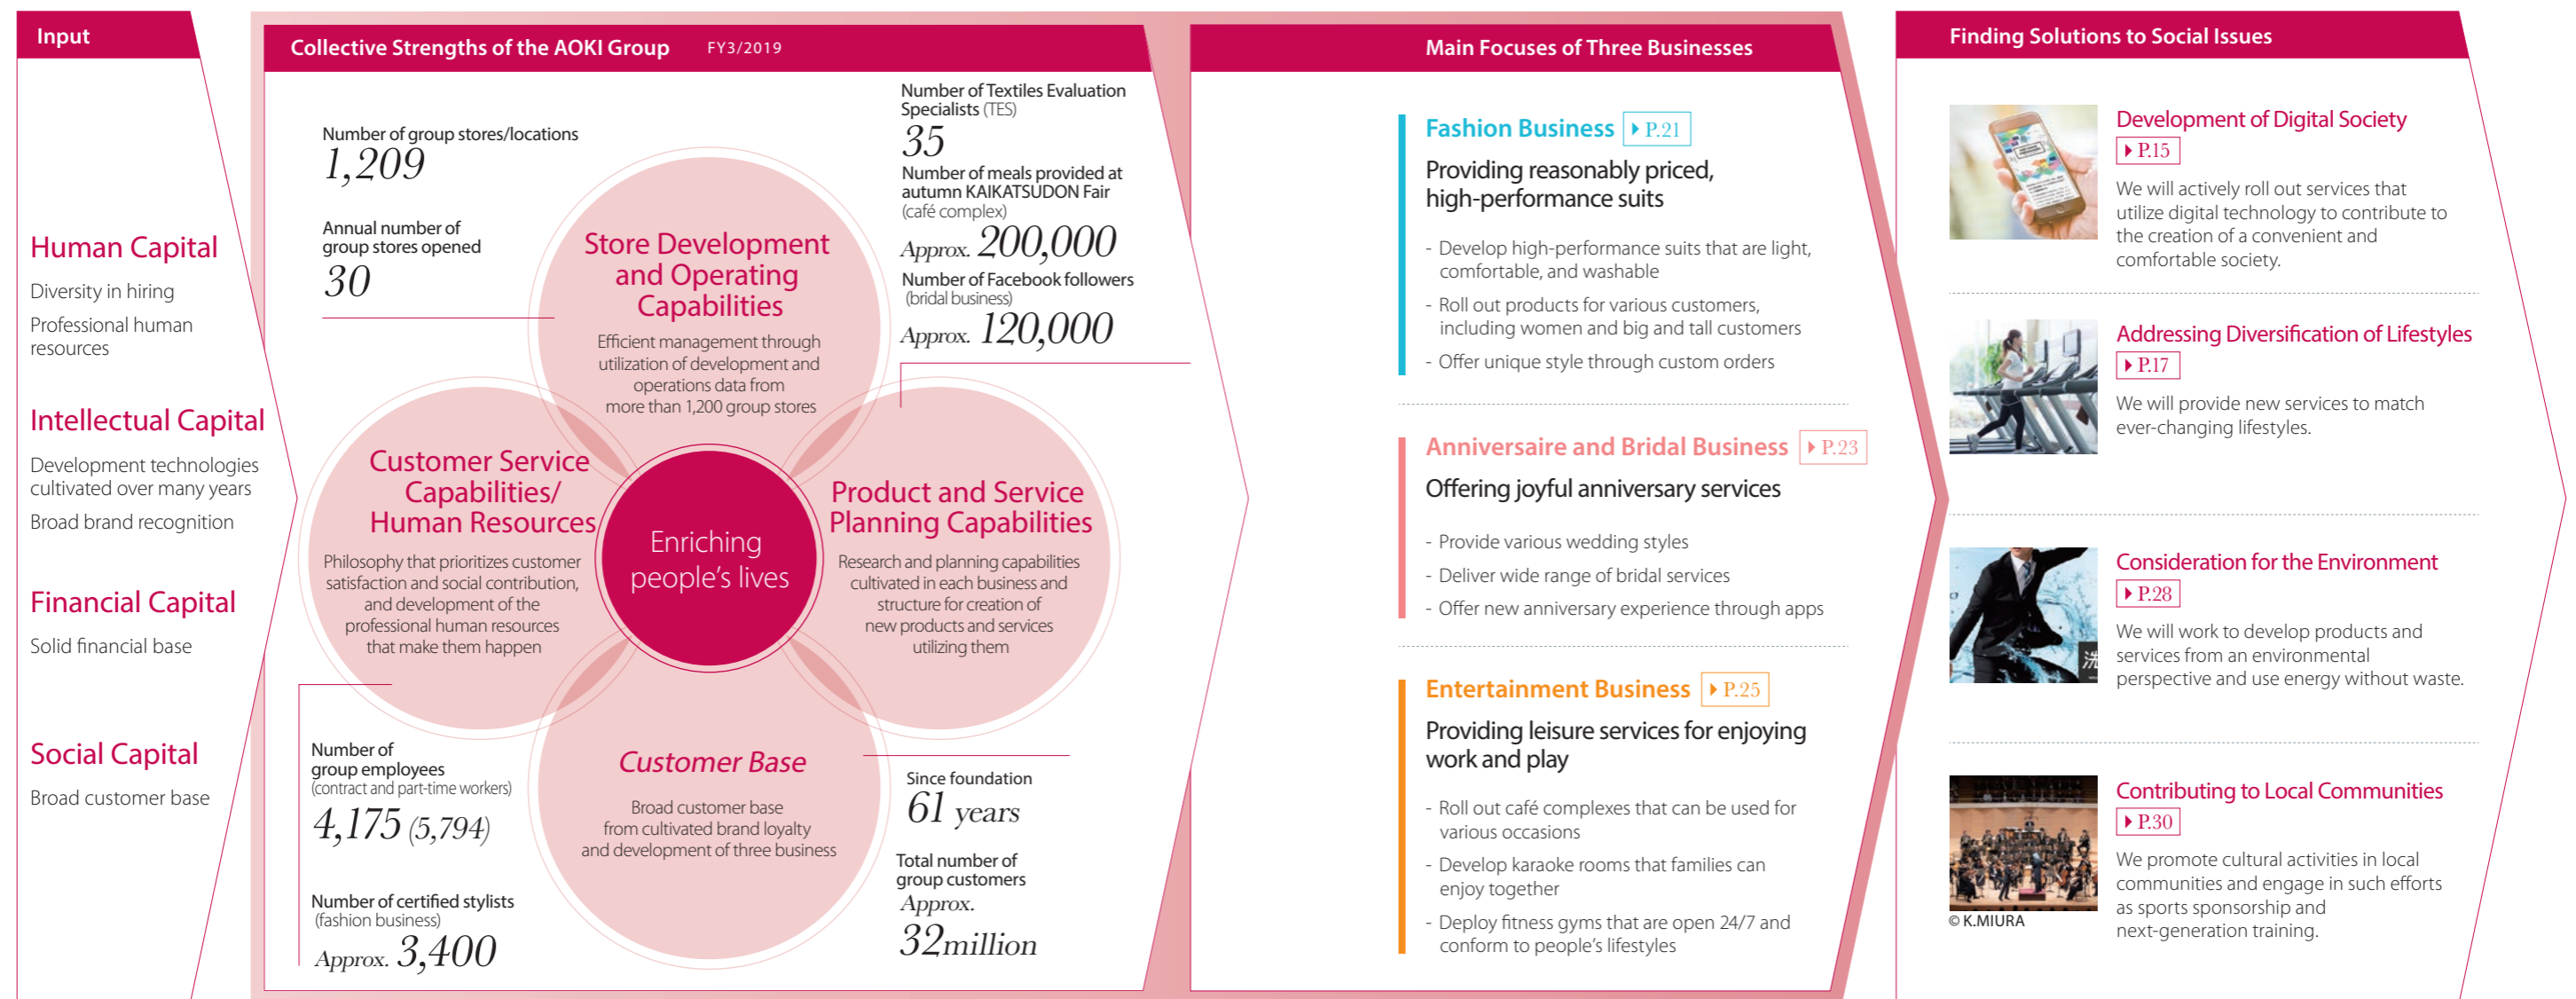 Input
Human Capital
Diversity in hiring
Professional human
resources
Intellectual Capital
Development technologies
cultivated over many years
Broad brand recognition
Financial Capital
Solid financial base
Social Capital
Broad customer base
Collective Strengths of the AOKI Group FY3/2019
Number of group stores/locations
1,209
Annual number of
group stores opened
30
Store Development
and Operating
Capabilities
Efficient management through
utilization of development and
operations data from
more than 1,200 group stores
Number of Textiles Evaluation
Specialists (TES)
35
Number of meals provided at
autumn KAIKATSUDON Fair
(café complex)
Approx. 200,000
Number of Facebook followers
(bridal business)
Approx. 120,000
Customer Service
Capabilities/
Human Resources
Philosophy that prioritizes customer
satisfaction and social contribution,
and development of the
professional human resources
that make them happen
Enriching
people's lives
Product and Service
Planning Capabilities
Research and planning capabilities
cultivated in each business and
structure for creation of
new products and services
utilizing them
Number of
group employees
(contract and part-time workers)
4,175 (5,794)
Number of certified stylists
(fashion business)
Approx. 3,400
Customer Base
Broad customer base
from cultivated brand loyalty
and development of three business
Since foundation
61 years
Total number of
group customers
Approx.
32million
Main Focuses of Three Businesses
Fashion Business P.21
Providing reasonably priced,
high-performance suits
- Develop high-performance suits that are light,
comfortable, and washable
- Roll out products for various customers,
including women and big and tall customers
- Offer unique style through custom orders
Anniversaire and Bridal Business P.23
Offering joyful anniversary services
- Provide various wedding styles
- Deliver wide range of bridal services
- Offer new anniversary experience through apps
Entertainment Business P.25
Providing leisure services for enjoying
work and play
- Roll out café complexes that can be used for
various occasions
- Develop karaoke rooms that families can
enjoy together
- Deploy fitness gyms that are open 24/7 and
conform to people's lifestyles
Finding Solutions to Social Issues
Development of Digital Society
P.15
We will actively roll out services that
utilize digital technology to contribute to
the creation of a convenient and
comfortable society.
Addressing Diversification of Lifestyles
P.17
We will provide new services to match
ever-changing lifestyles.
Consideration for the Environment
P.28
We will work to develop products and
services from an environmental
perspective and use energy without waste.
洗
Contributing to Local Communities
P.30
We promote cultural activities in local
communities and engage in such efforts
as sports sponsorship and
next-generation training.
© K.MIURA